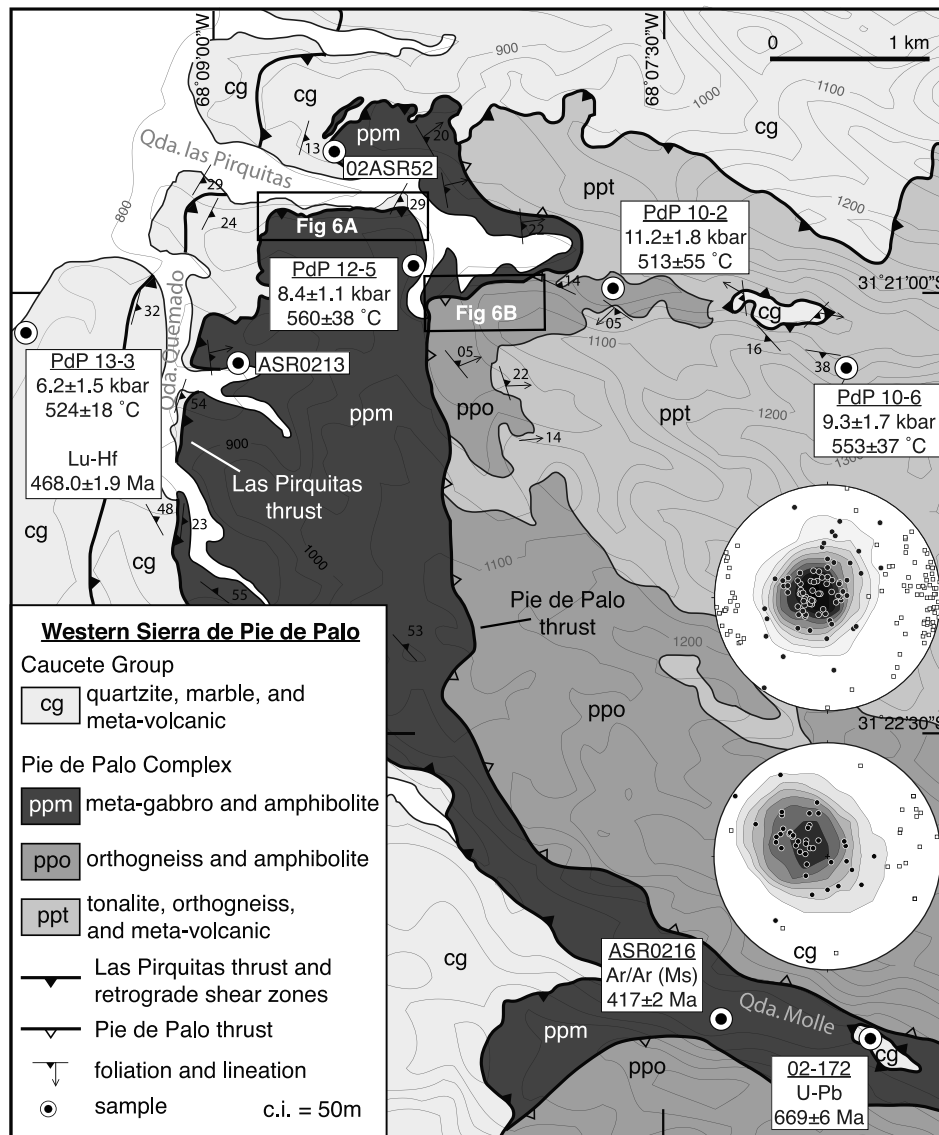 68°09'00"W
68°07'30"W
0 1 km
900
1000
1100
cg
cg
cg
ppm
20
13
Qda. las Pirquitas
02ASR52
ppt
1200
29
24
29
800
Fig 6A
22
PdP 10-2
11.2±1.8 kbar
513±55 °C
PdP 12-5
8.4±1.1 kbar
560±38 °C
14
31°21'00"S
Fig 6B
05
1100
cg
32
16
38
Qda. Quemado
PdP 13-3
6.2±1.5 kbar
524±18 °C
Lu-Hf
468.0±1.9 Ma
ASR0213
05
22
ppm
ppo
ppt
PdP 10-6
9.3±1.7 kbar
553±37 °C
54
14
1200
900
1300
Las Pirquitas
thrust
cg
48
23
cg
1000
1100
55
Pie de Palo
thrust
53
1200
ppo
31°22'30"S
Western Sierra de Pie de Palo
Caucete Group
cg quartzite, marble, and
meta-volcanic
Pie de Palo Complex
ppm meta-gabbro and amphibolite
ppo orthogneiss and amphibolite
ppt tonalite, orthogneiss,
and meta-volcanic
Las Pirquitas thrust and
retrograde shear zones
Pie de Palo thrust
foliation and lineation
sample c.i. = 50m
cg
cg
ASR0216
Ar/Ar (Ms)
417±2 Ma
Qda. Molle
ppm
ppo
cg
02-172
U-Pb
669±6 Ma